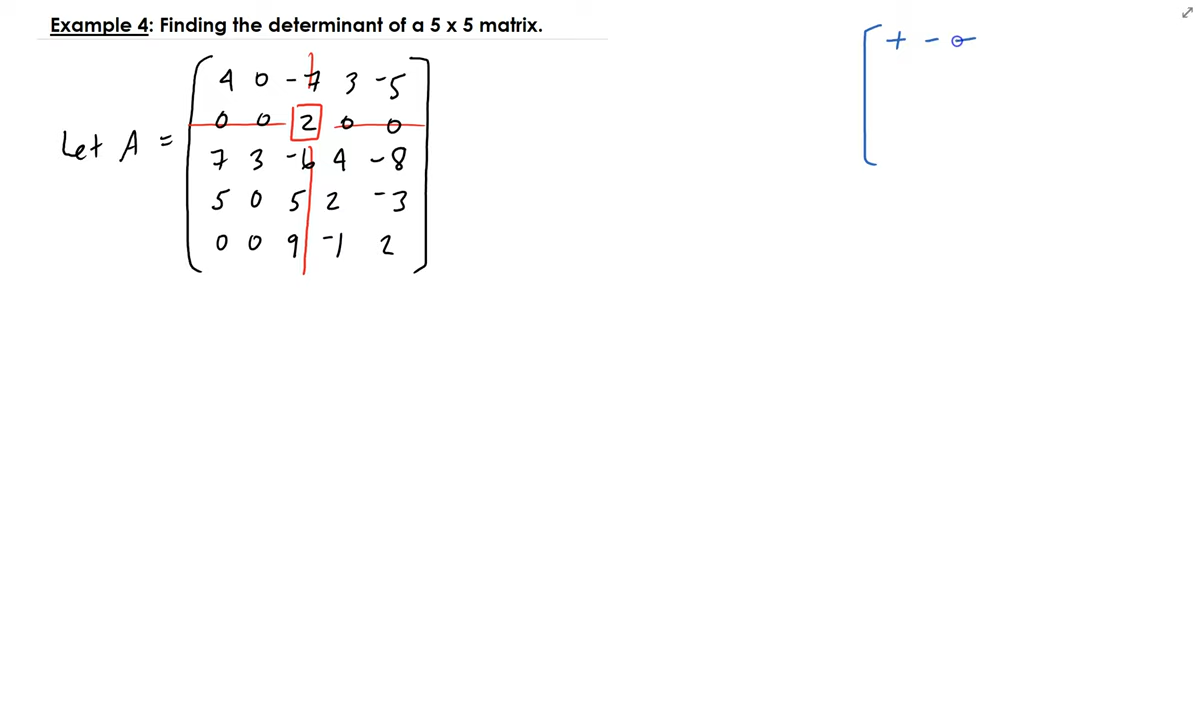 Example 4: Finding the determinant of a 5 x 5 matrix.
+ -
4 0 -7 3 -5
0 0 2 0 0
Let A =
7 3 -6 4 -8
5 0 5 2 -3
0 0 9 -1 2